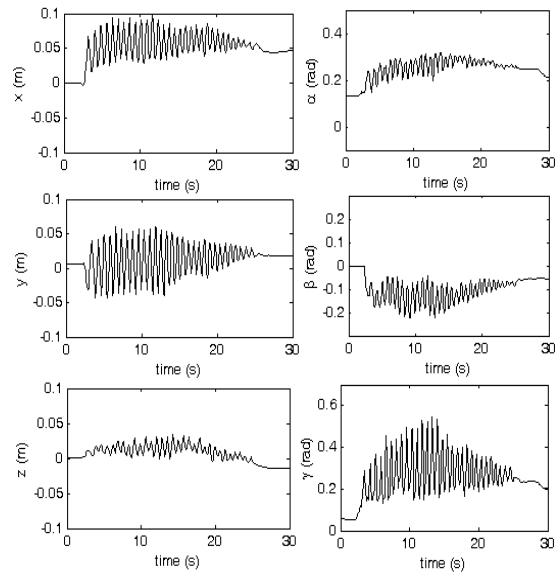 0.1
0.05
0
-0.05
-0.1
x (m)
0 10 20 30
time (s)
0.4
0.2
0
α (rad)
0 10 20 30
time (s)
0.1
0.05
0
-0.05
-0.1
y (m)
0 10 20 30
time (s)
0.2
0.1
0
-0.1
-0.2
β (rad)
0 10 20 30
time (s)
0.1
0.05
0
-0.05
-0.1
z (m)
0 10 20 30
time (s)
0.6
0.4
0.2
0
γ (rad)
0 10 20 30
time (s)